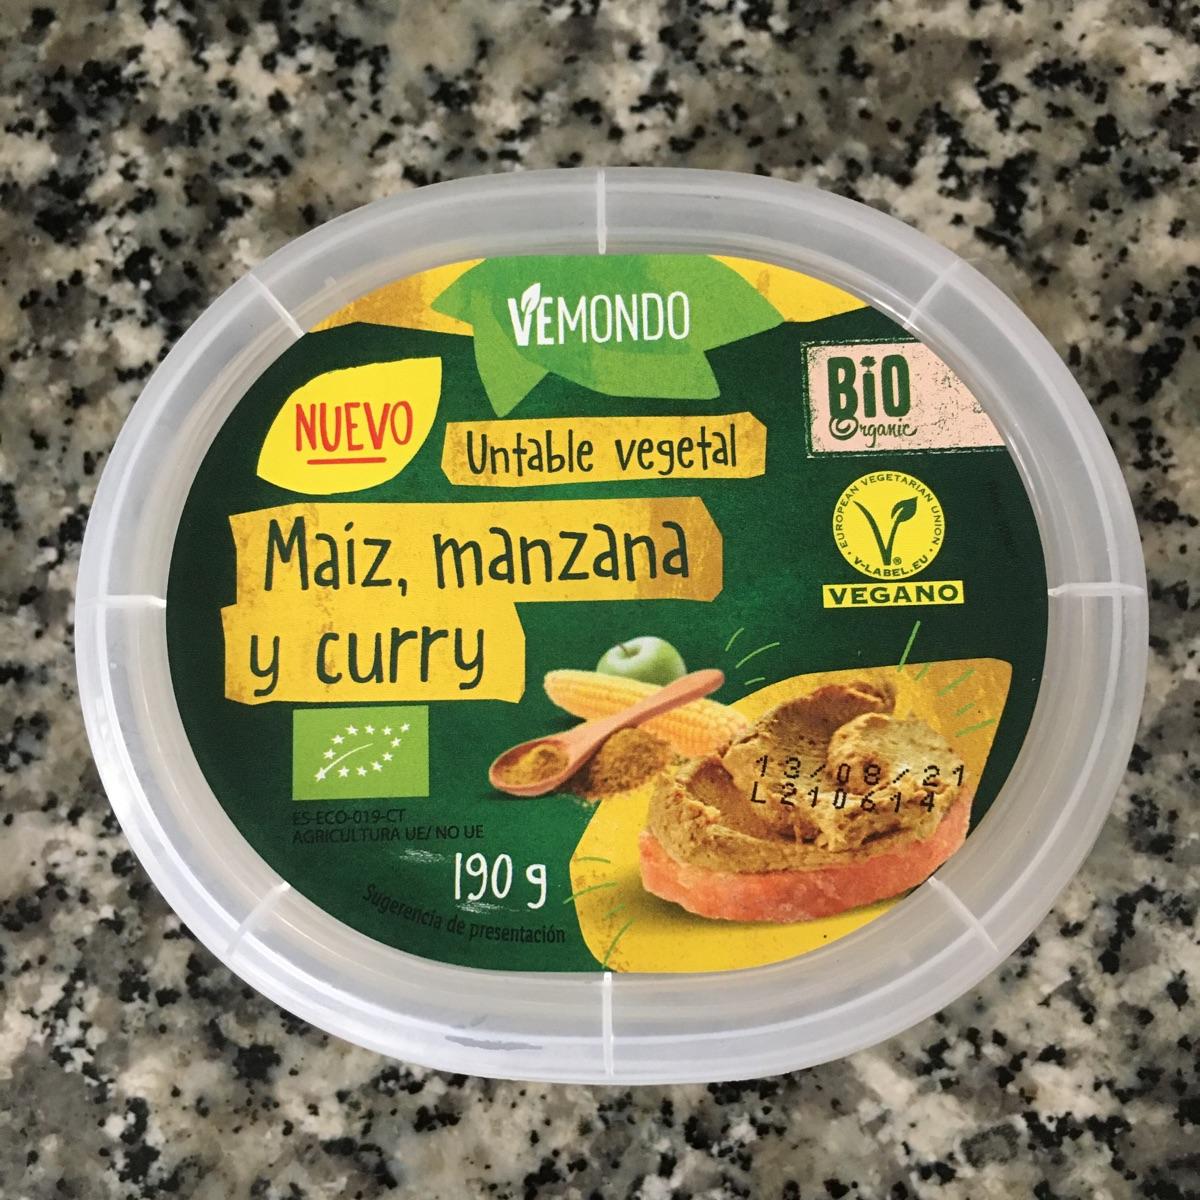 VEMONDO
NUEVO
Untable vegetal
BIO
Organic
Maíz, manzana
y curry
EUROPEAN VEGETARIAN UNION
V-LABEL.EU
VEGANO
13/08/21
L210614
ES-ECO-019-CT
AGRICULTURA UE/ NO UE
190 g
Sugerencia de presentación